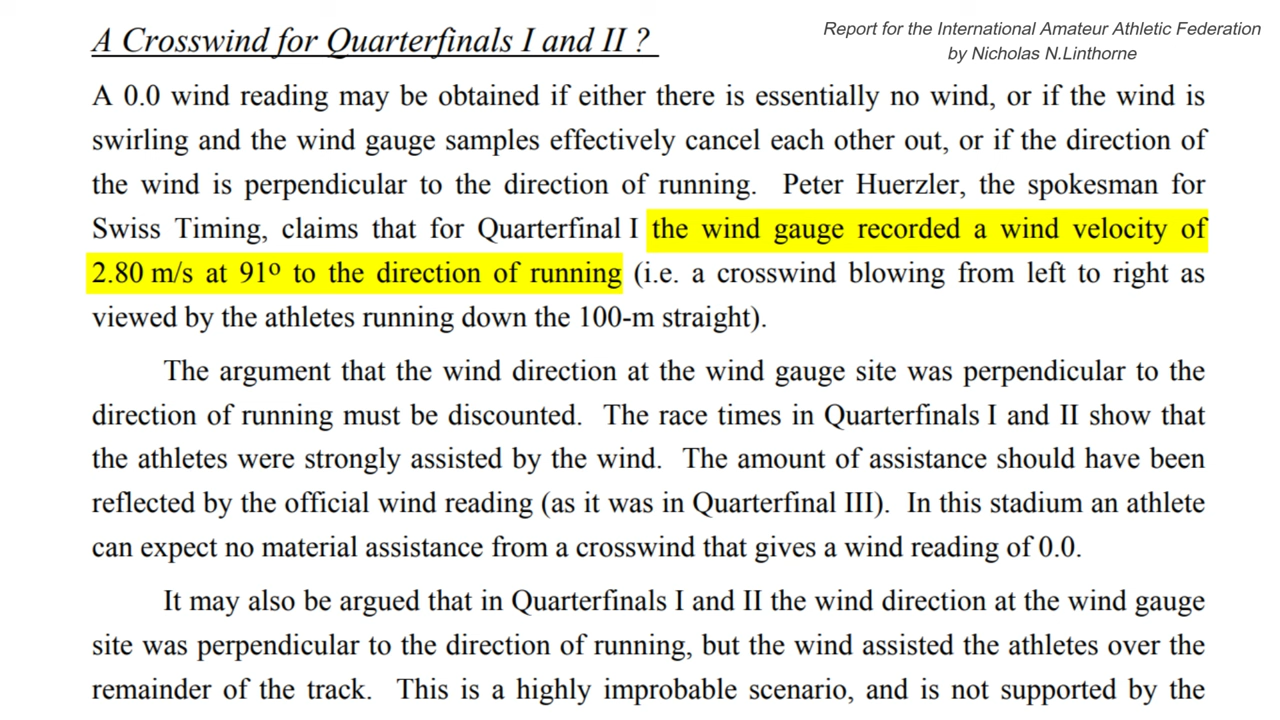 A Crosswind for Quarterfinals I and II ?
Report for the International Amateur Athletic Federation
by Nicholas N.Linthorne
A 0.0 wind reading may be obtained if either there is essentially no wind, or if the wind is
swirling and the wind gauge samples effectively cancel each other out, or if the direction of
the wind is perpendicular to the direction of running. Peter Huerzler, the spokesman for
Swiss Timing, claims that for Quarterfinal I the wind gauge recorded a wind velocity of
2.80 m/s at 91º to the direction of running (i.e. a crosswind blowing from left to right as
viewed by the athletes running down the 100-m straight).
The argument that the wind direction at the wind gauge site was perpendicular to the
direction of running must be discounted. The race times in Quarterfinals I and II show that
the athletes were strongly assisted by the wind. The amount of assistance should have been
reflected by the official wind reading (as it was in Quarterfinal III). In this stadium an athlete
can expect no material assistance from a crosswind that gives a wind reading of 0.0.
It may also be argued that in Quarterfinals I and II the wind direction at the wind gauge
site was perpendicular to the direction of running, but the wind assisted the athletes over the
remainder of the track. This is a highly improbable scenario, and is not supported by the